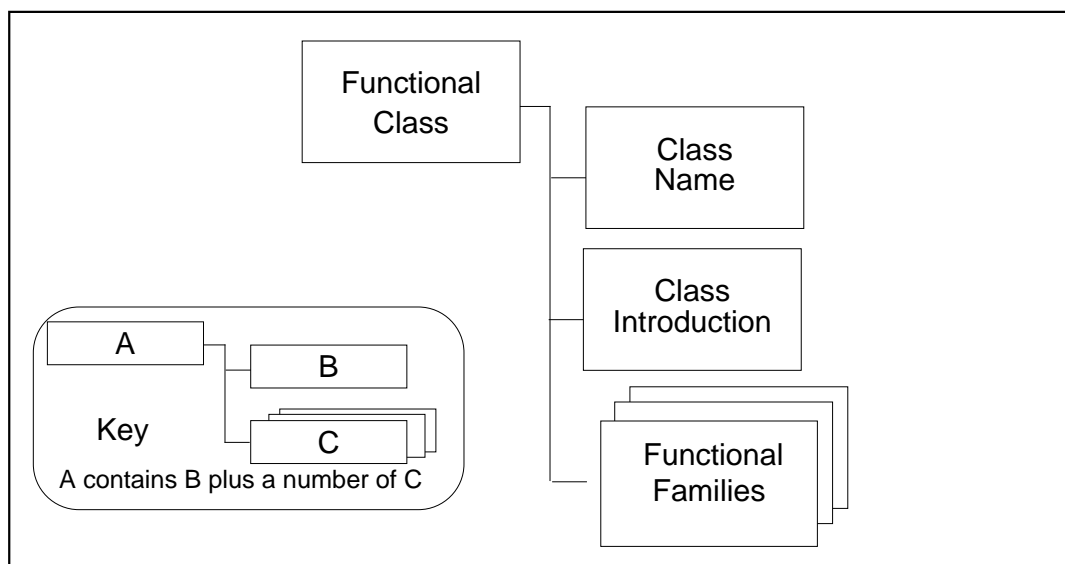 Functional
Class
Class
Name
Class
Introduction
Functional
Families
A
B
C
Key
A contains B plus a number of C